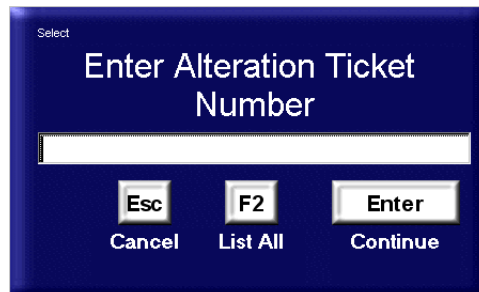 Select
Enter Alteration Ticket
Number
Esc F2 Enter
Cancel List All Continue